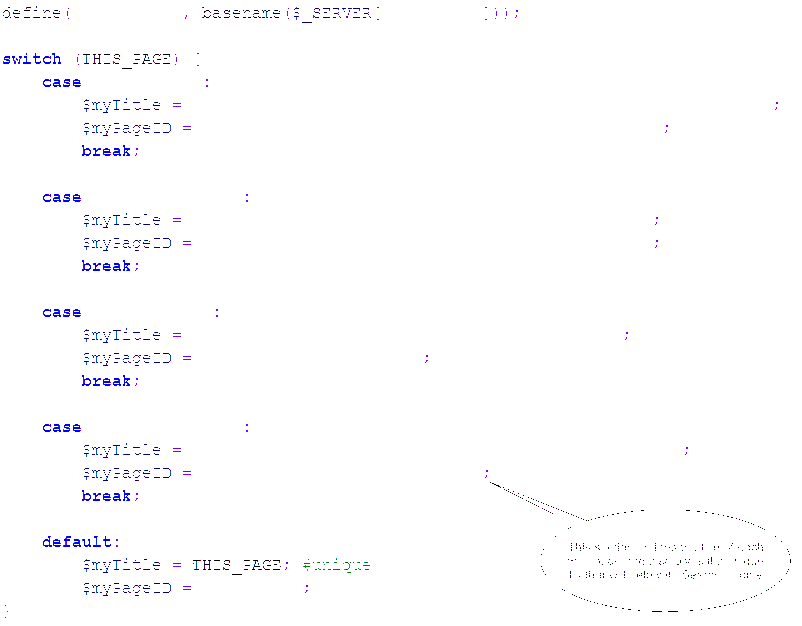 define( , basename($_SERVER[ ]));
switch (THIS_PAGE) {
case :
$myTitle = ;
$myPageID = ;
break;
case :
$myTitle = ;
$myPageID = ;
break;
case :
$myTitle = ;
$myPageID = ;
break;
case :
$myTitle = ;
$myPageID = ;
break;
default:
$myTitle = THIS_PAGE; #unique
$myPageID = ;
}